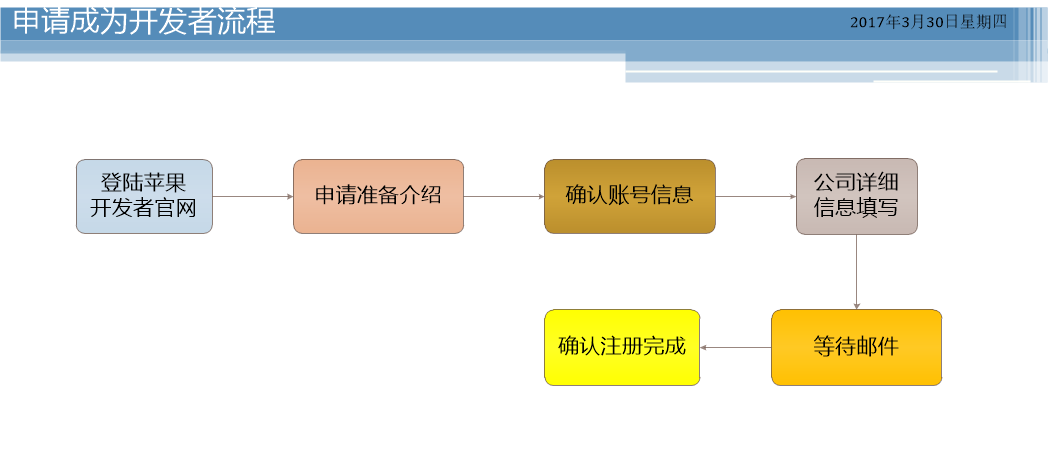 申请成为开发者流程
2017年3月30日星期四
登陆苹果
开发者官网
申请准备介绍
确认账号信息
公司详细
信息填写
等待邮件
确认注册完成